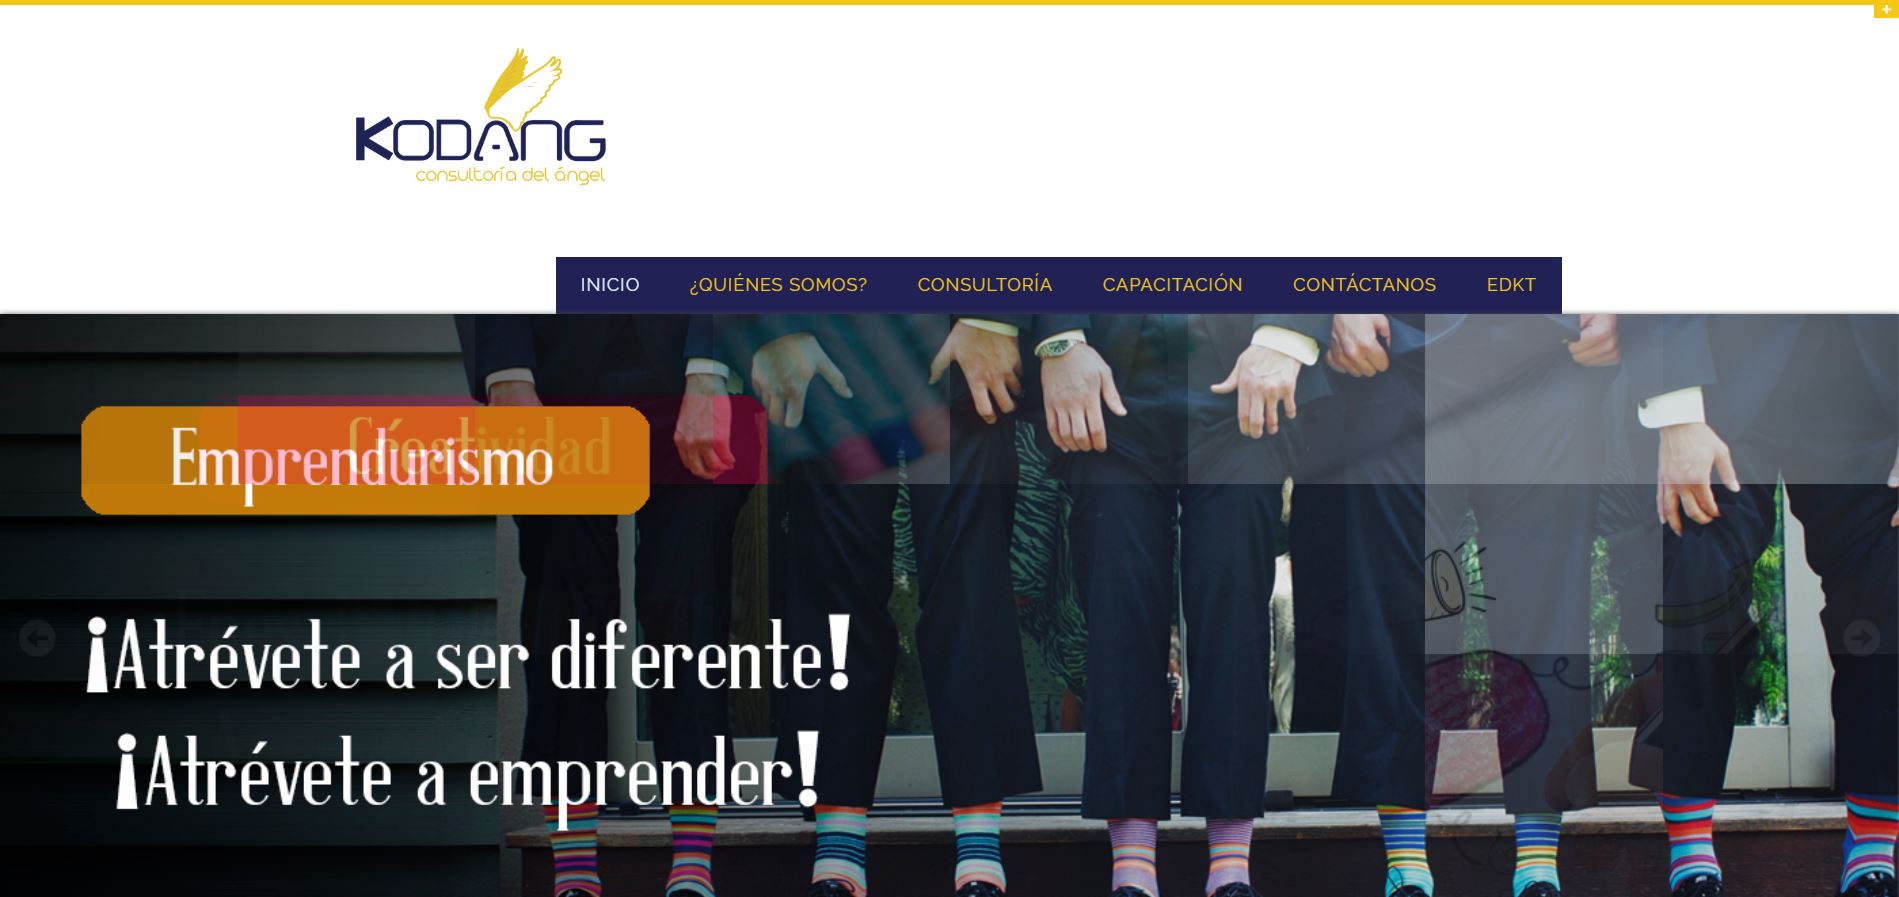 +
KODANG
consultoría del ángel
INICIO
¿QUIÉNES SOMOS?
CONSULTORÍA
CAPACITACIÓN
CONTÁCTANOS
EDKT
Creatividad
Emprendurismo
¡Atrévete a ser diferente!
¡Atrévete a emprender!